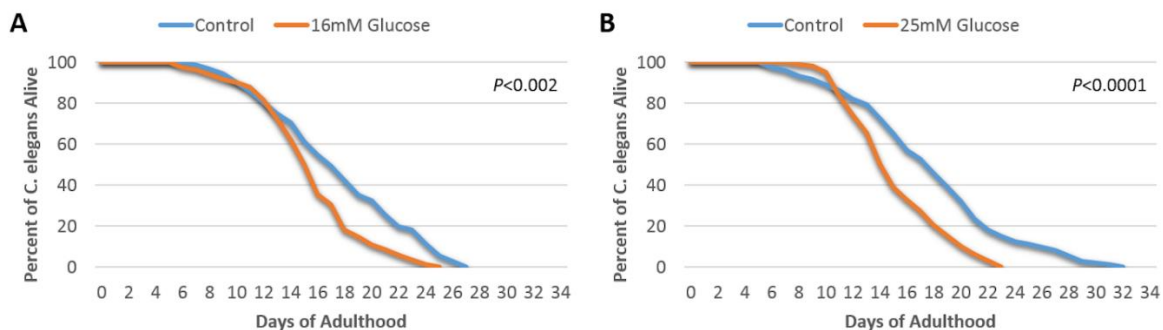 A
Control 16mM Glucose
Percent of C. elegans Alive
100
80
60
40
20
0
P<0.002
0 2 4 6 8 10 12 14 16 18 20 22 24 26 28 30 32 34
Days of Adulthood
B
Control 25mM Glucose
Percent of C. elegans Alive
100
80
60
40
20
0
P<0.0001
0 2 4 6 8 10 12 14 16 18 20 22 24 26 28 30 32 34
Days of Adulthood